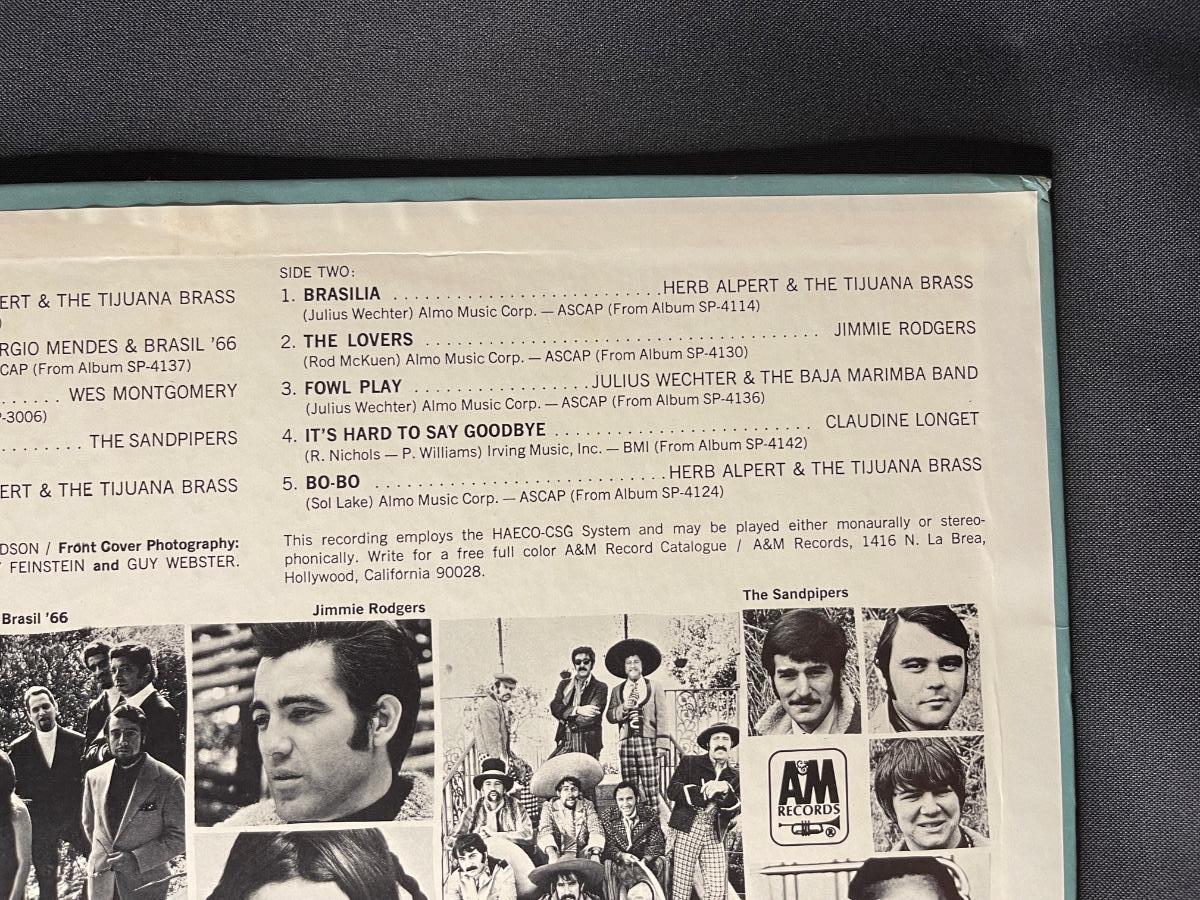 ERT & THE TIJUANA BRASS
)
RGIO MENDES & BRASIL '66
CAP (From Album SP-4137)
...... WES MONTGOMERY
P-3006)
........ THE SANDPIPERS
ERT & THE TIJUANA BRASS
DSON / Front Cover Photography:
FEINSTEIN and GUY WEBSTER.
SIDE TWO:
1. BRASILIA ..........................HERB ALPERT & THE TIJUANA BRASS
(Julius Wechter) Almo Music Corp. — ASCAP (From Album SP-4114)
2. THE LOVERS ....................................... JIMMIE RODGERS
(Rod McKuen) Almo Music Corp. — ASCAP (From Album SP-4130)
3. FOWL PLAY .................JULIUS WECHTER & THE BAJA MARIMBA BAND
(Julius Wechter) Almo Music Corp. — ASCAP (From Album SP-4136)
4. IT'S HARD TO SAY GOODBYE ......................... CLAUDINE LONGET
(R. Nichols — P. Williams) Irving Music, Inc. — BMI (From Album SP-4142)
5. BO-BO ............................HERB ALPERT & THE TIJUANA BRASS
(Sol Lake) Almo Music Corp. — ASCAP (From Album SP-4124)
This recording employs the HAECO-CSG System and may be played either monaurally or stereo-
phonically. Write for a free full color A&M Record Catalogue / A&M Records, 1416 N. La Brea,
Hollywood, California 90028.
Brasil '66
Jimmie Rodgers
The Sandpipers
A&M
RECORDS
®